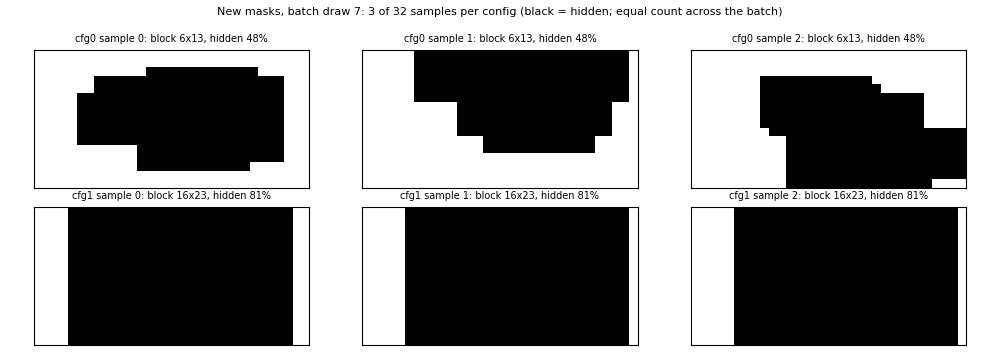 New masks, batch draw 7: 3 of 32 samples per config (black = hidden; equal count across the batch)
cfg0 sample 0: block 6x13, hidden 48%
cfg0 sample 1: block 6x13, hidden 48%
cfg0 sample 2: block 6x13, hidden 48%
cfg1 sample 0: block 16x23, hidden 81%
cfg1 sample 1: block 16x23, hidden 81%
cfg1 sample 2: block 16x23, hidden 81%